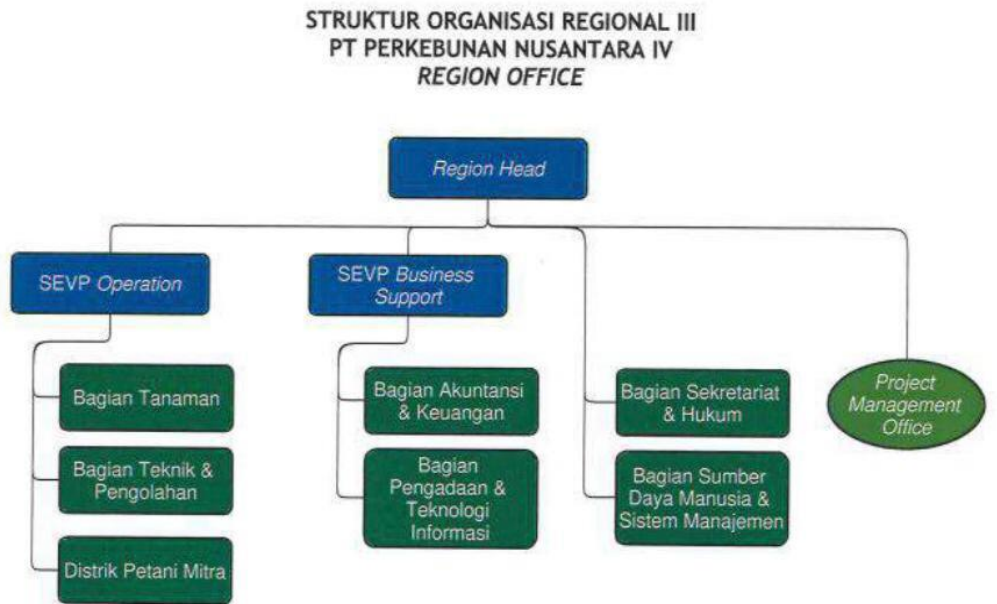 STRUKTUR ORGANISASI REGIONAL III
PT PERKEBUNAN NUSANTARA IV
REGION OFFICE
Region Head
SEVP Operation
SEVP Business
Support
Bagian Tanaman
Bagian Teknik &
Pengolahan
Distrik Petani Mitra
Bagian Akuntansi
& Keuangan
Bagian
Pengadaan &
Teknologi
Informasi
Bagian Sekretariat
& Hukum
Bagian Sumber
Daya Manusia &
Sistem Manajemen
Project
Management
Office